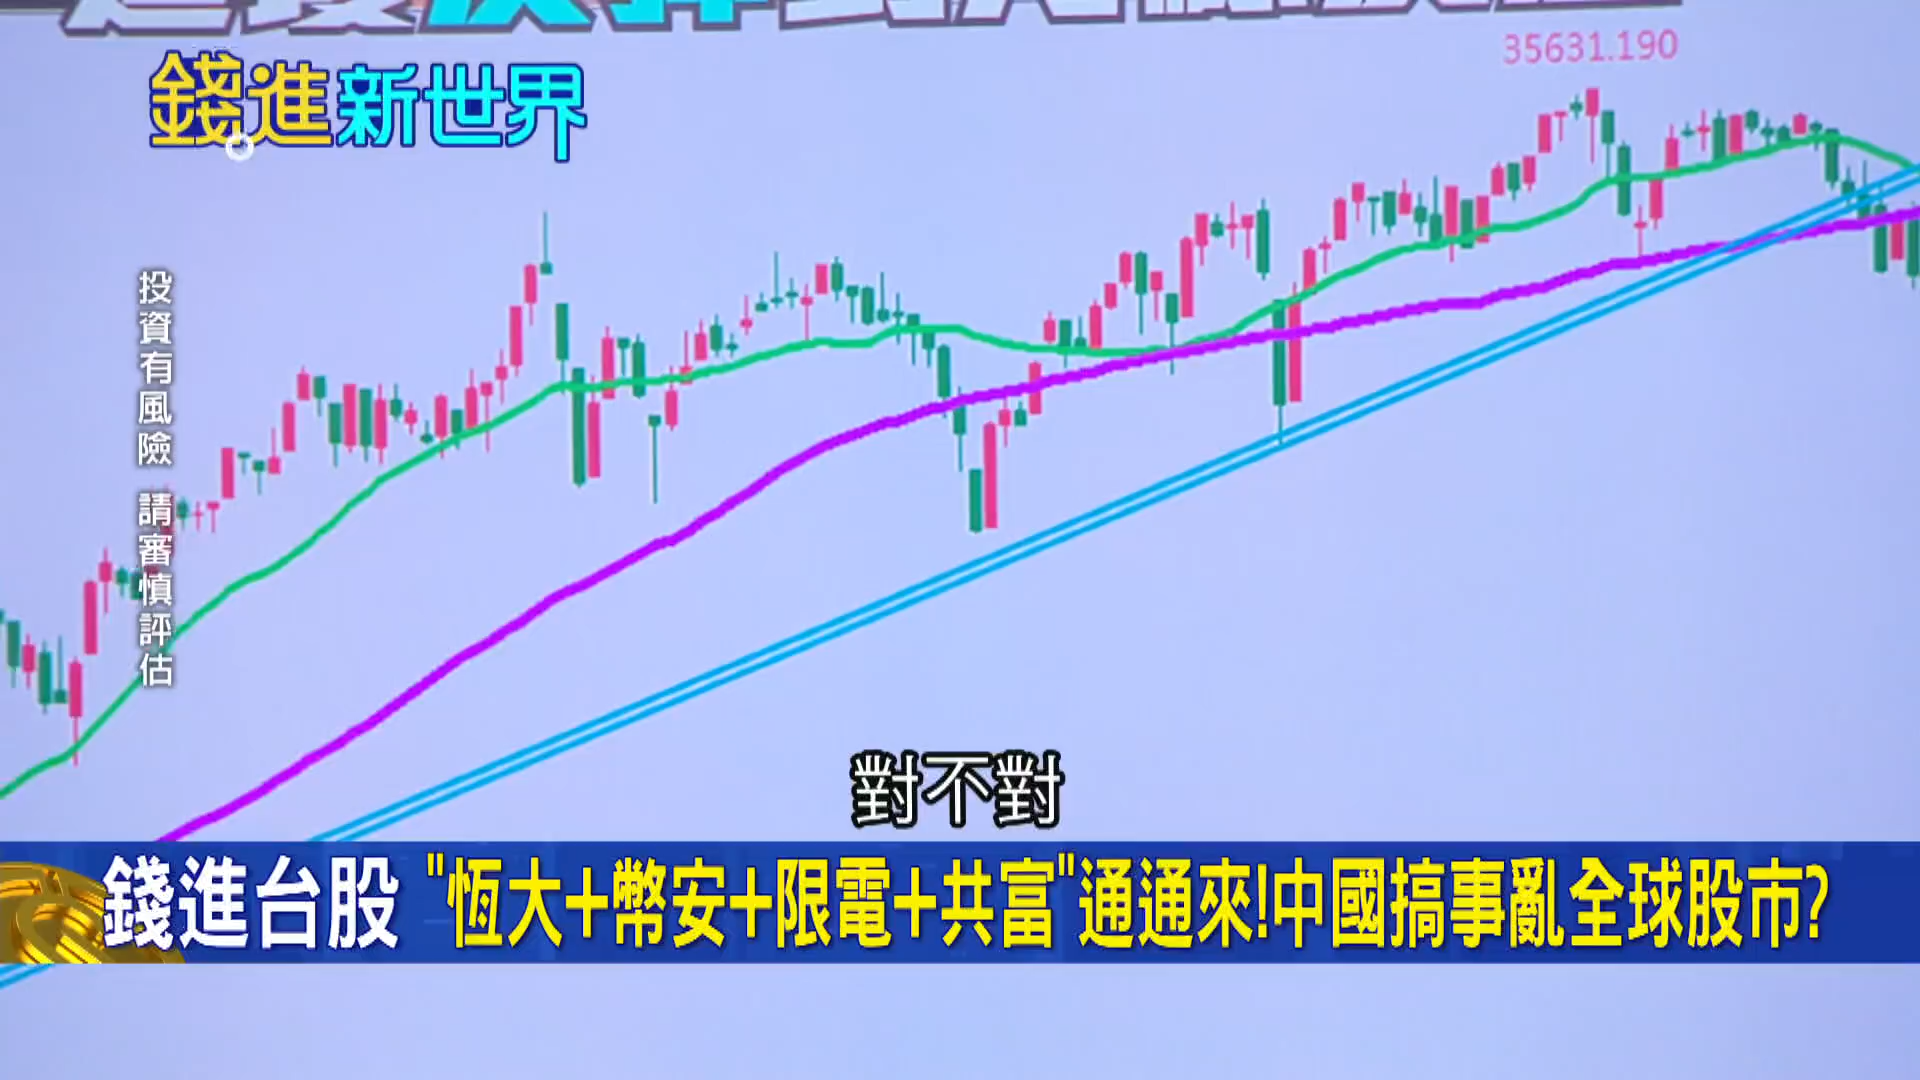 35631.190
錢進新世界
投資有風險 請審慎評估
對不對
錢進台股 "恆大+幣安+限電+共富"通通來!中國搞事亂全球股市?